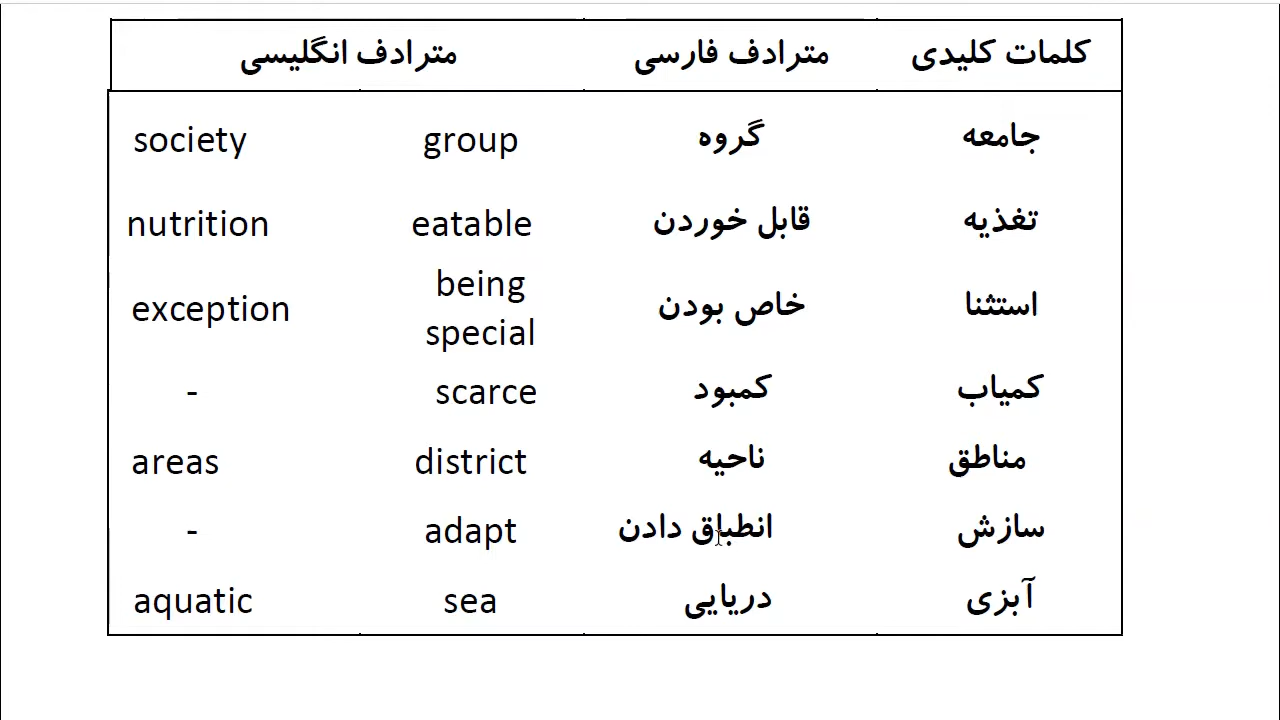 کلمات کلیدی مترادف فارسی مترادف انگلیسی
جامعه گروه group society
تغذیه قابل خوردن eatable nutrition
استثنا خاص بودن being special exception
کمیاب کمبود scarce -
مناطق ناحیه district areas
سازش انطباق دادن adapt -
آبزی دریایی sea aquatic